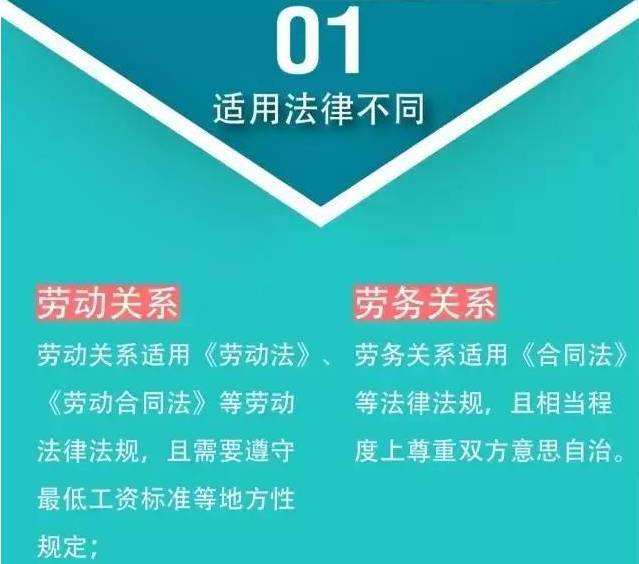 01
适用法律不同
劳动关系
劳动关系适用《劳动法》、
《劳动合同法》等劳动
法律法规，且需要遵守
最低工资标准等地方性
规定；
劳务关系
劳务关系适用《合同法》
等法律法规，且相当程
度上尊重双方意思自治。